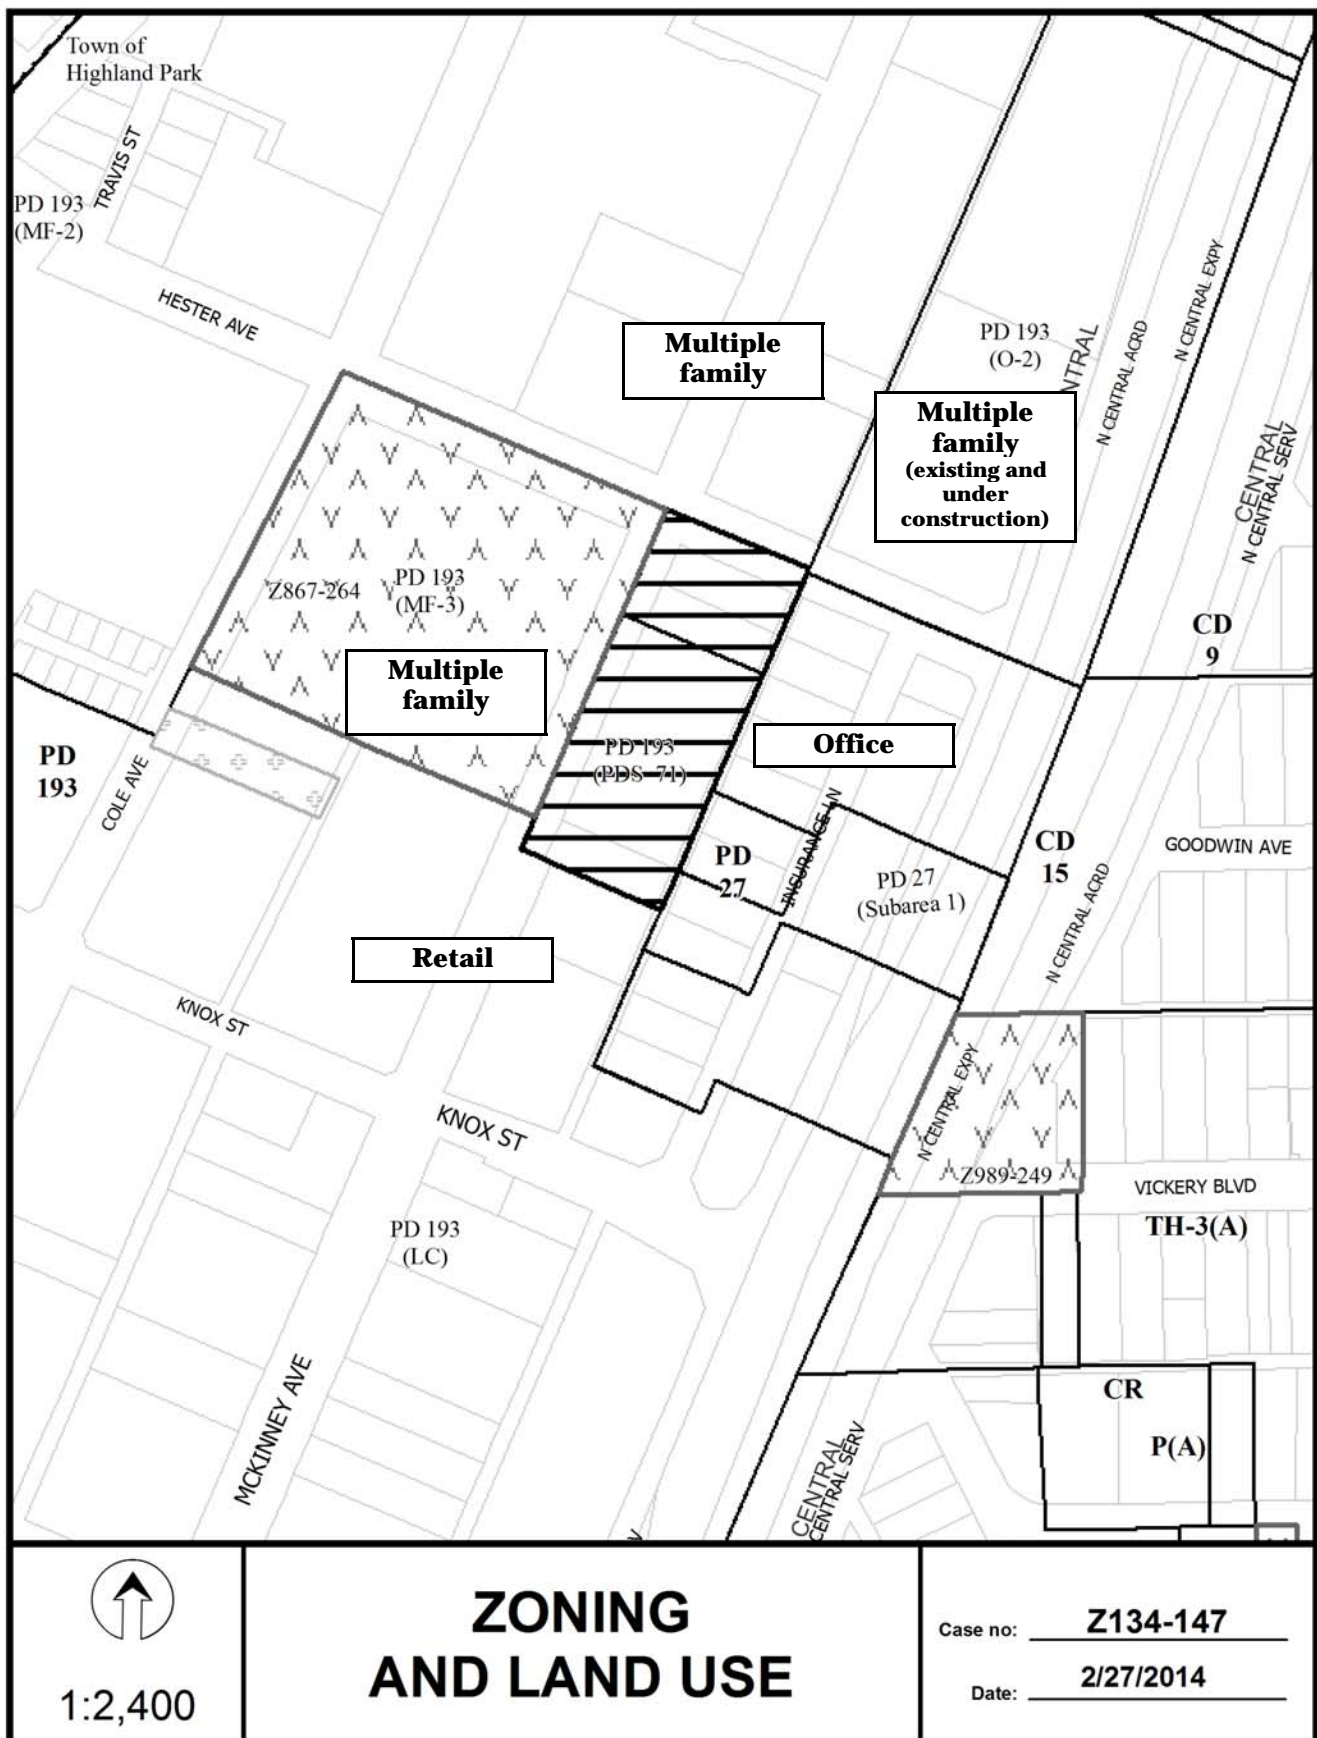 Town of
Highland Park
TRAVIS ST
PD 193
(MF-2)
HESTER AVE
Multiple
family
PD 193
(O-2)
NTRAL
N CENTRAL ACRD
N CENTRAL EXPY
Multiple
family
(existing and
under
construction)
CENTRAL
N CENTRAL SERV
Z867-264
PD 193
(MF-3)
CD
9
Multiple
family
PD 193
(PDS 71)
Office
PD
193
COLE AVE
INSURANCE LN
PD
27
PD 27
(Subarea 1)
CD
15
GOODWIN AVE
N CENTRAL ACRD
Retail
KNOX ST
KNOX ST
N CENTRAL EXPY
Z989-249
VICKERY BLVD
TH-3(A)
PD 193
(LC)
MCKINNEY AVE
CR
P(A)
CENTRAL
CENTRAL SERV
V
1:2,400
ZONING
AND LAND USE
Case no: Z134-147
Date: 2/27/2014